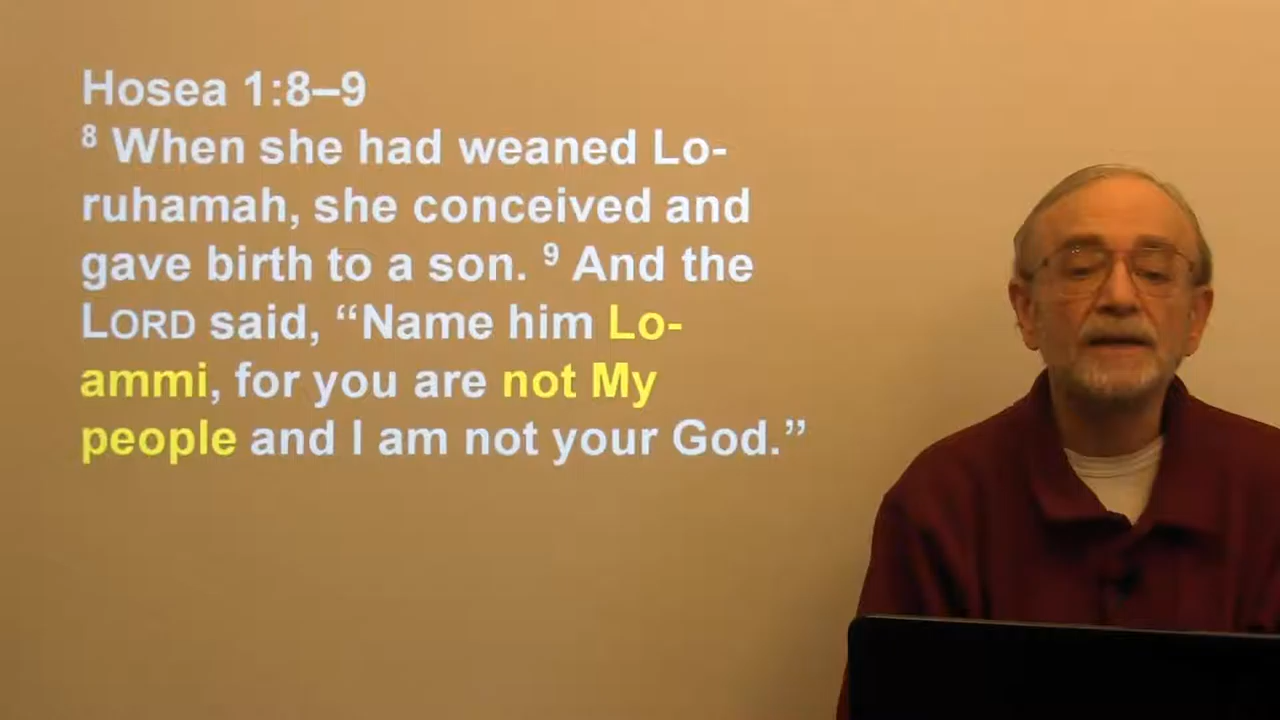 Hosea 1:8–9
⁸ When she had weaned Lo-
ruhamah, she conceived and
gave birth to a son. ⁹ And the
LORD said, “Name him Lo-
ammi, for you are not My
people and I am not your God.”